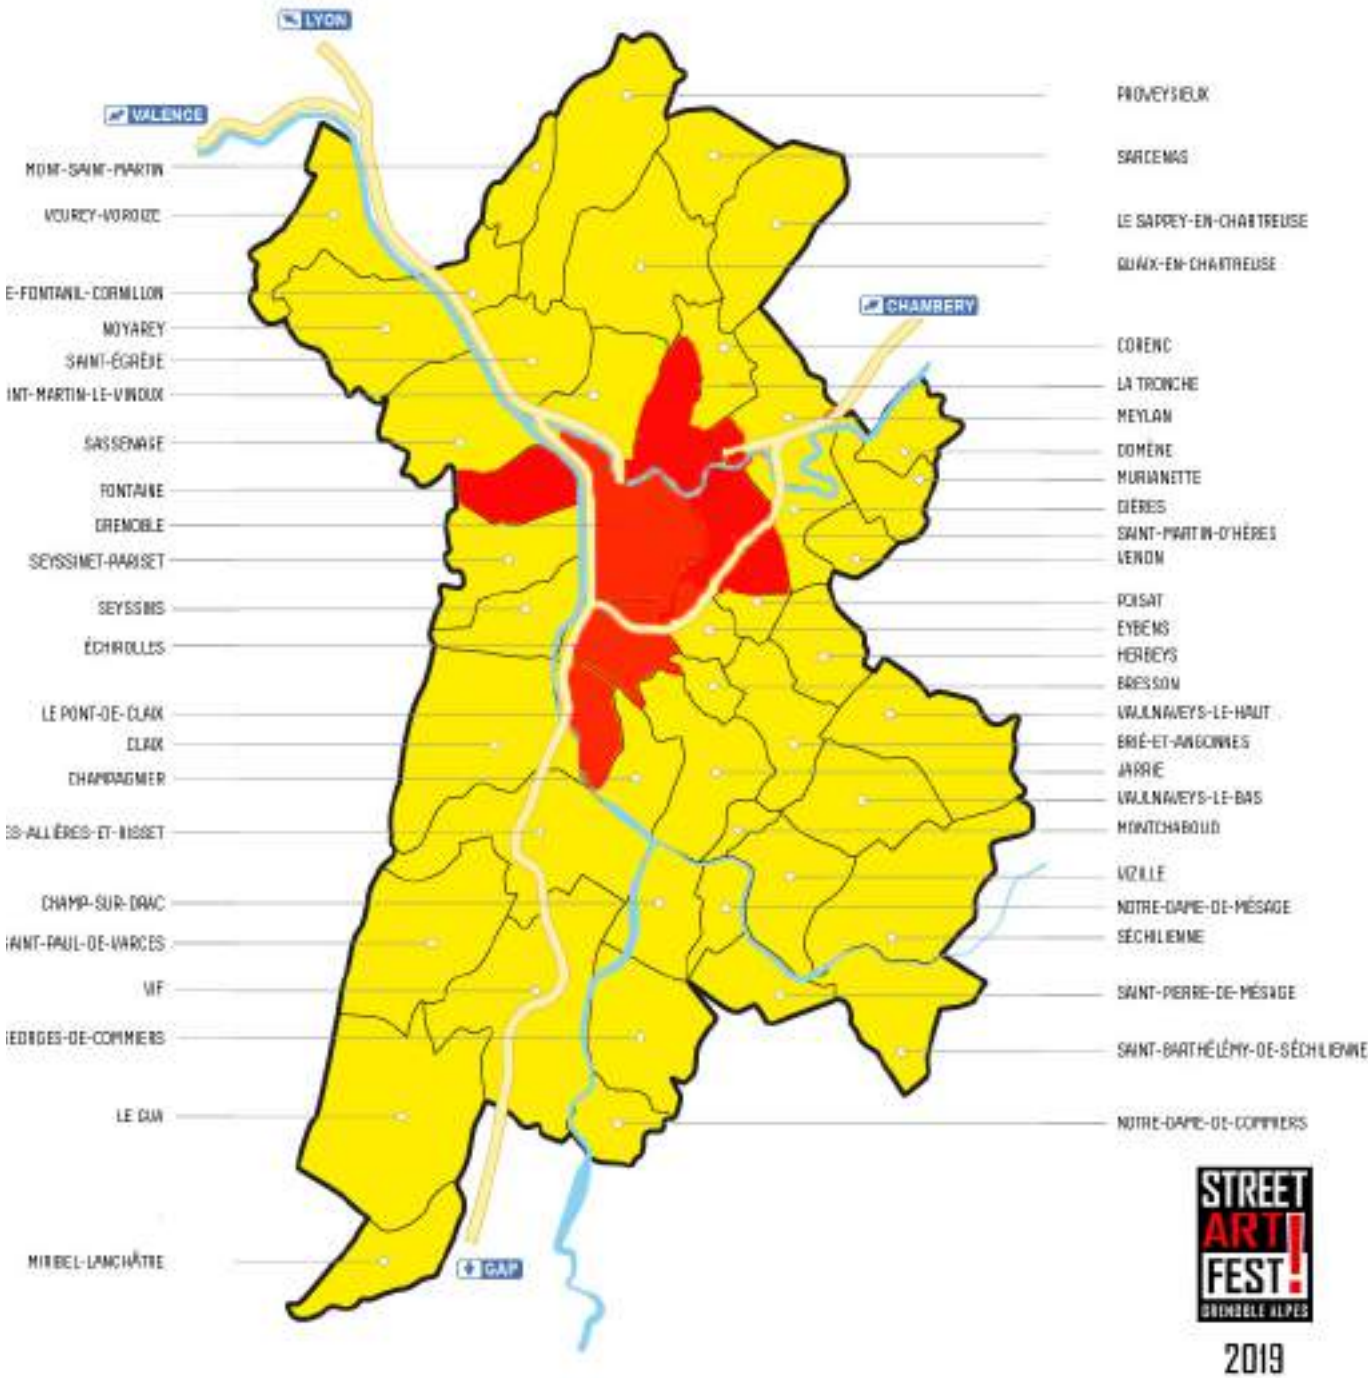 LYON
VALENCE
MONT-SAINT-MARTIN
VEUREY-VOROIZE
E-FONTANIL-CORNILLON
NOYAREY
SAINT-ÉGRÈVE
INT-MARTIN-LE-VINOUX
SASSENAGE
FONTAINE
GRENOBLE
SEYSSINET-PARISET
SEYSSINS
ÉCHIROLLES
LE PONT-DE-CLAIX
CLAIX
CHAMPAGNIER
ES-ALLIÈRES-ET-RISSET
CHAMP-SUR-DRAC
AINT-PAUL-DE-VARCES
VIF
EORGES-DE-COMMIERS
LE GUA
MIRIBEL-LANCHÂTRE
GAP
CHAMBERY
PROVEYSIEUX
SARCENAS
LE SAPPEY-EN-CHARTREUSE
QUAIX-EN-CHARTREUSE
CORENC
LA TRONCHE
MEYLAN
DOMÈNE
MURIANETTE
GIÈRES
SAINT-MARTIN-D'HÈRES
VENON
POISAT
EYBENS
HERBEYS
BRESSON
VAULNAVEYS-LE-HAUT
BRIÉ-ET-ANGONNES
JARRIE
VAULNAVEYS-LE-BAS
MONTCHABOUD
VIZILLE
NOTRE-DAME-DE-MÉSAGE
SÉCHILIENNE
SAINT-PIERRE-DE-MÉSAGE
SAINT-BARTHÉLÉMY-DE-SÉCHILIENNE
NOTRE-DAME-DE-COMMIERS
STREET
ART!
FEST
GRENOBLE ALPES
2019